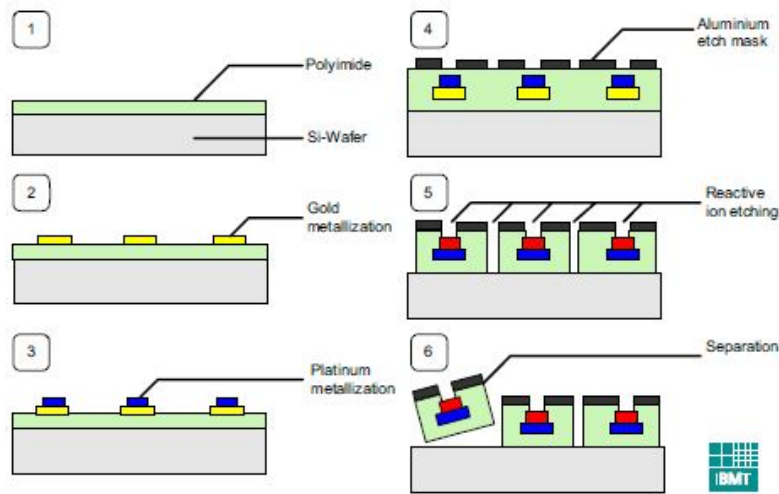 1
Polyimide
Si-Wafer
2
Gold
metallization
3
Platinum
metallization
4
Aluminium
etch mask
5
Reactive
ion etching
6
Separation
IBMT